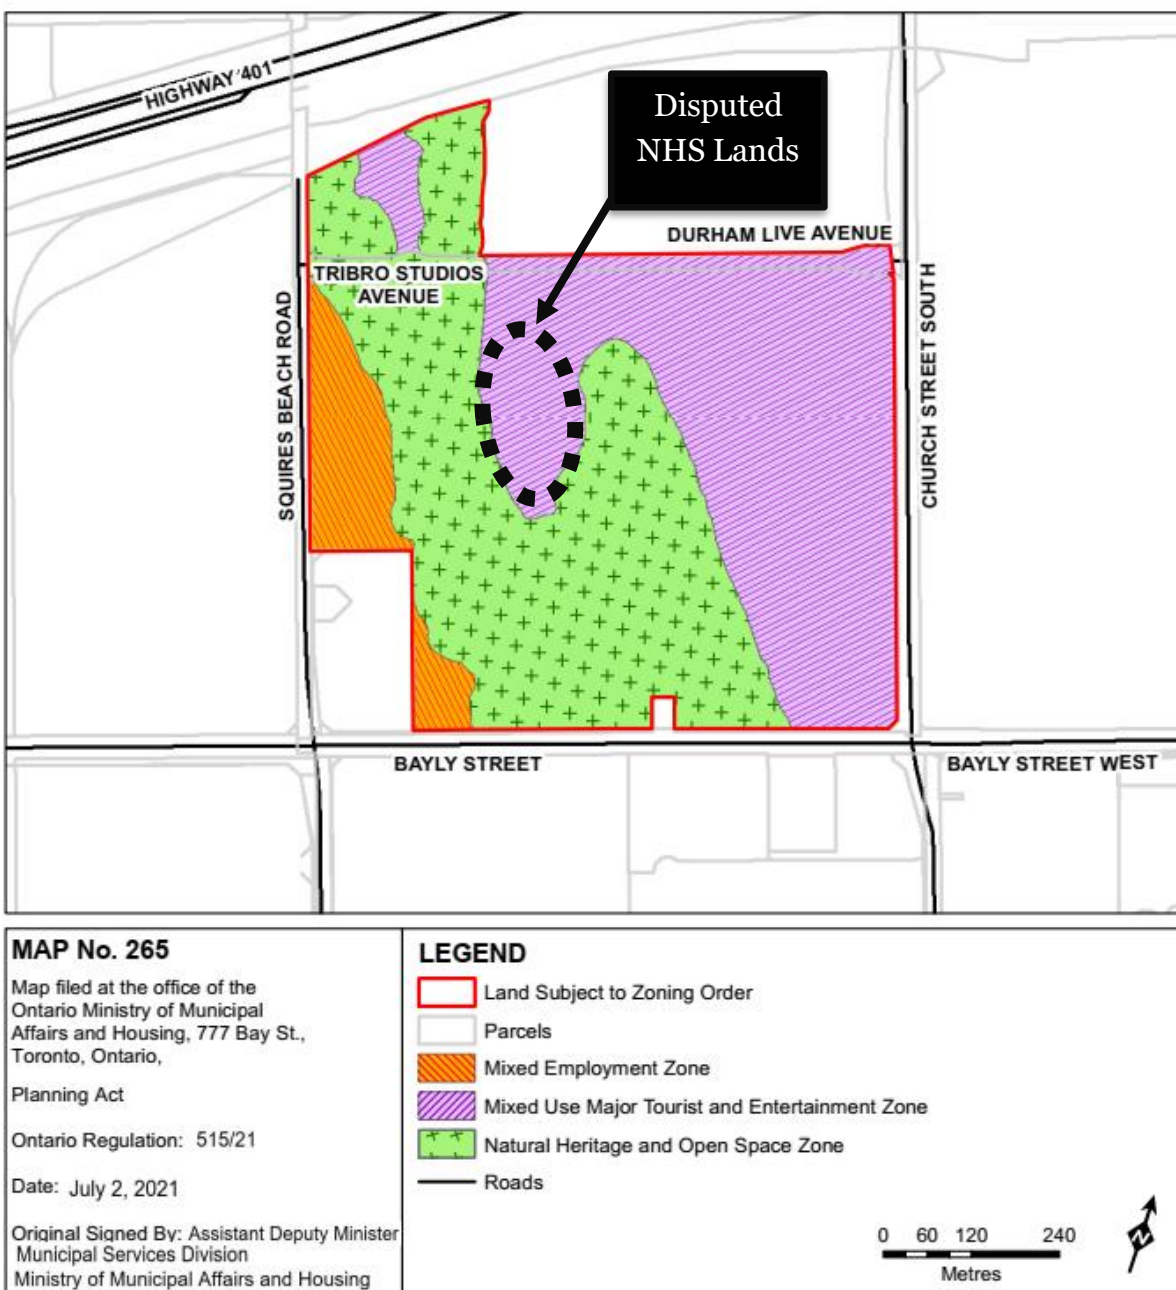 HIGHWAY 401
Disputed
NHS Lands
DURHAM LIVE AVENUE
TRIBRO STUDIOS
AVENUE
SQUIRES BEACH ROAD
CHURCH STREET SOUTH
BAYLY STREET
BAYLY STREET WEST
MAP No. 265
Map filed at the office of the
Ontario Ministry of Municipal
Affairs and Housing, 777 Bay St.,
Toronto, Ontario,
Planning Act
Ontario Regulation: 515/21
Date: July 2, 2021
Original Signed By: Assistant Deputy Minister
Municipal Services Division
Ministry of Municipal Affairs and Housing
LEGEND
Land Subject to Zoning Order
Parcels
Mixed Employment Zone
Mixed Use Major Tourist and Entertainment Zone
Natural Heritage and Open Space Zone
Roads
0 60 120 240
Metres
N